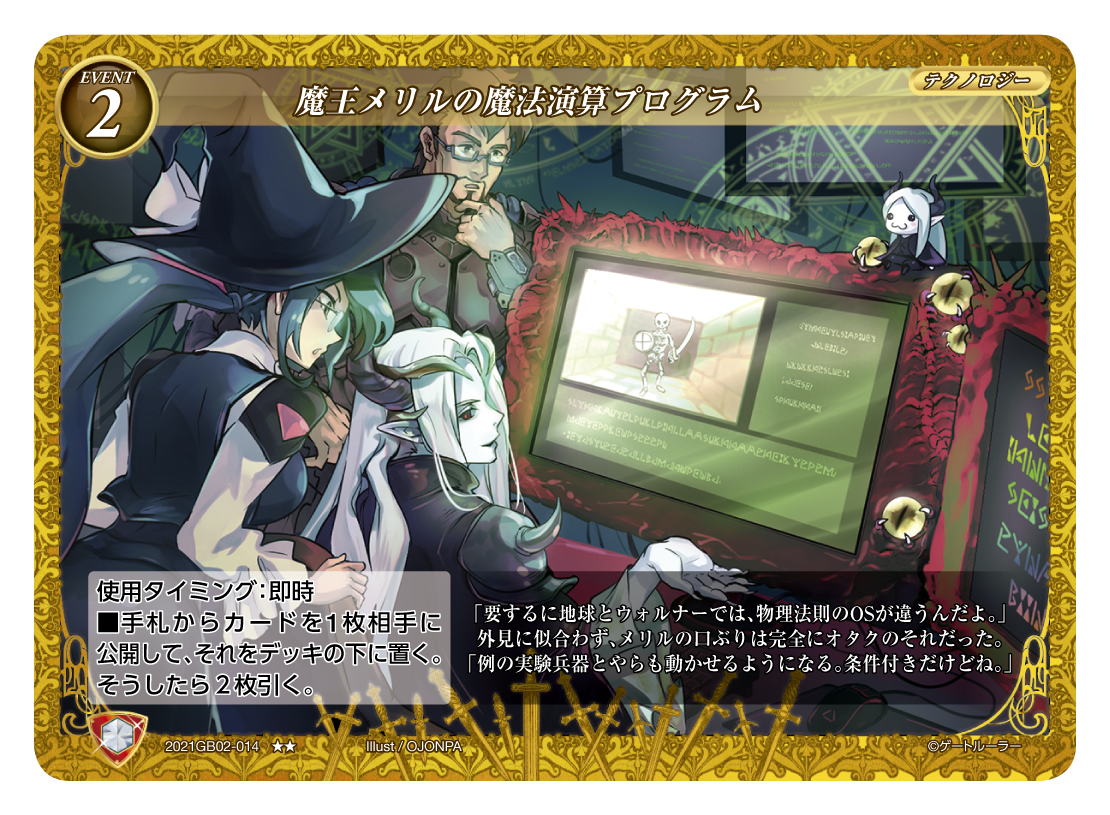 EVENT
2
魔王メリルの魔法演算プログラム
テクノロジー
使用タイミング：即時
■手札からカードを1枚相手に
公開して、それをデッキの下に置く。
そうしたら２枚引く。
「要するに地球とウォルナーでは、物理法則のOSが違うんだよ。」
外見に似合わず、メリルの口ぶりは完全にオタクのそれだった。
「例の実験兵器とやらも動かせるようになる。条件付きだけどね。」
2021GB02-014 ★★ Illust / OJONPA ©ゲートルーラー